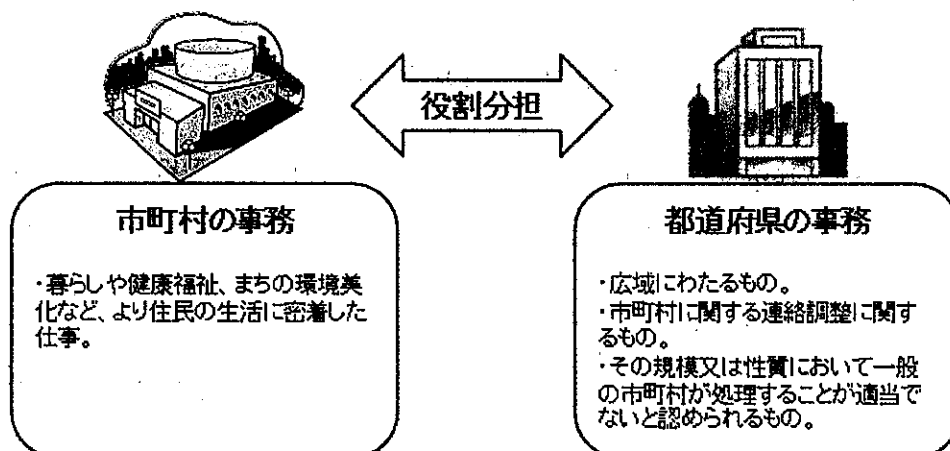 役割分担
市町村の事務
・暮らしや健康福祉、まちの環境美
化など、より住民の生活に密着した
仕事。
都道府県の事務
・広域にわたるもの。
・市町村に関する連絡調整に関す
るもの。
・その規模又は性質において一般
の市町村が処理することが適当で
ないと認められるもの。